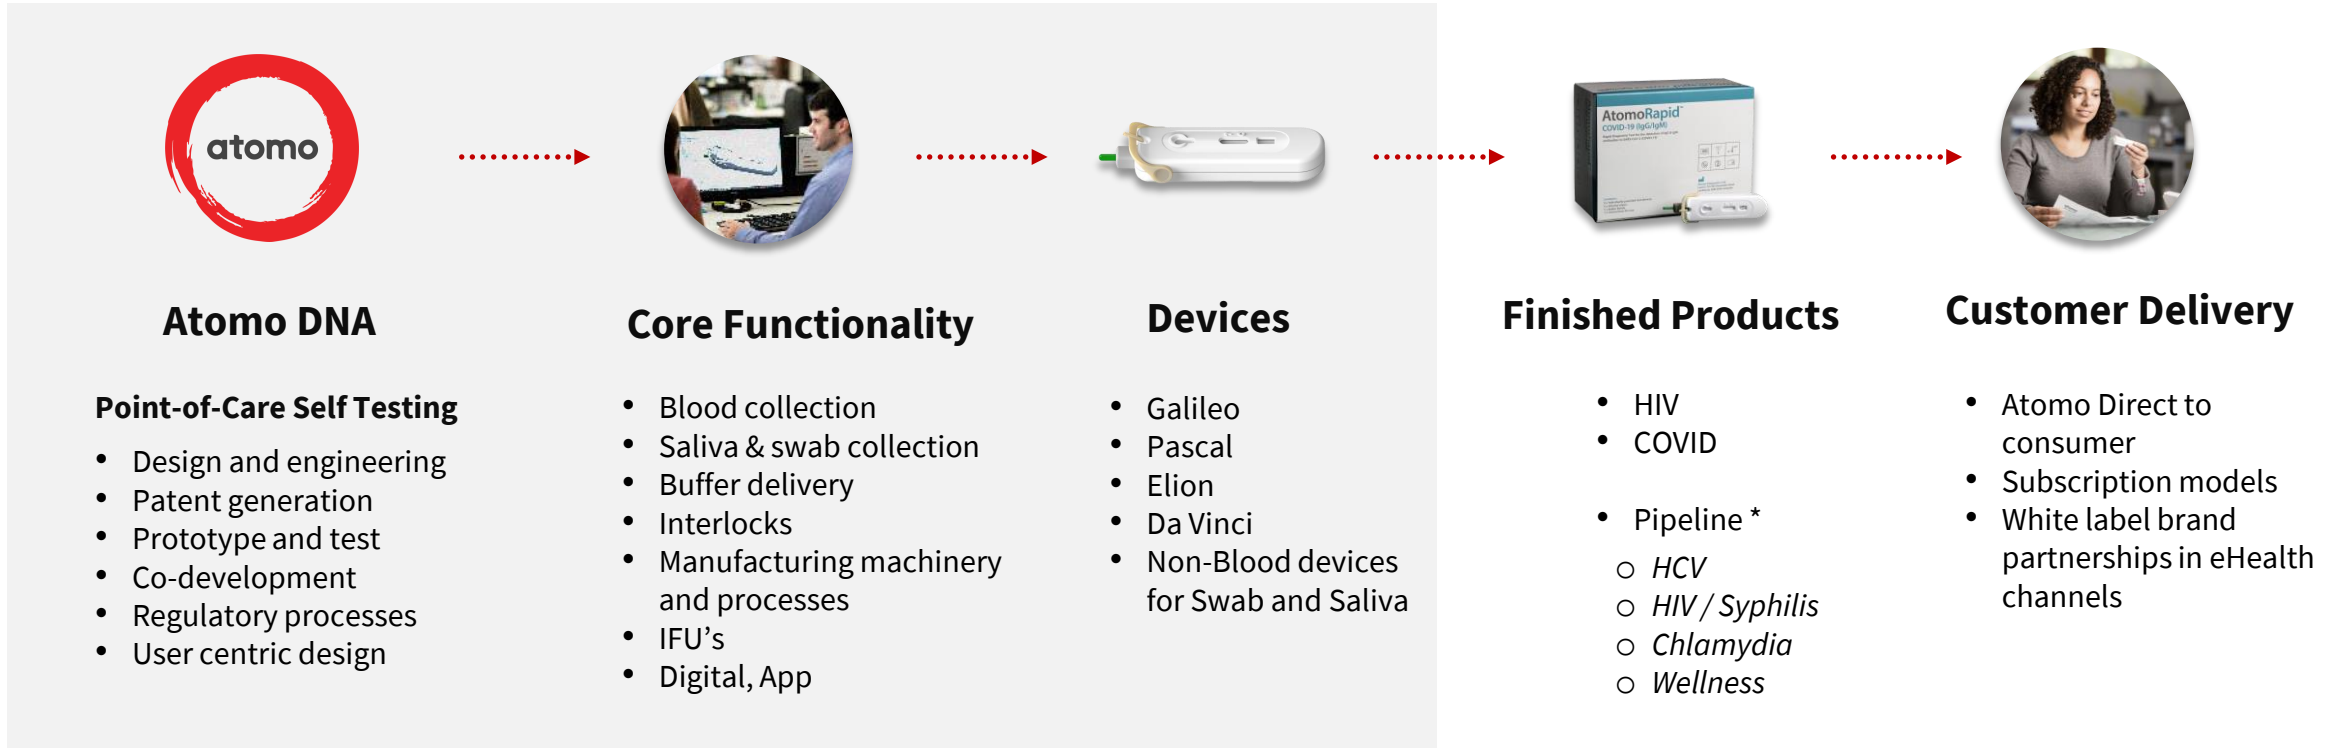 atomo
Atomo DNA
Point-of-Care Self Testing
• Design and engineering
• Patent generation
• Prototype and test
• Co-development
• Regulatory processes
• User centric design
Core Functionality
• Blood collection
• Saliva & swab collection
• Buffer delivery
• Interlocks
• Manufacturing machinery
and processes
• IFU’s
• Digital, App
Devices
• Galileo
• Pascal
• Elion
• Da Vinci
• Non-Blood devices
for Swab and Saliva
AtomoRapid™
COVID-19 (IgG/IgM)
Finished Products
• HIV
• COVID
• Pipeline *
o HCV
o HIV / Syphilis
o Chlamydia
o Wellness
Customer Delivery
• Atomo Direct to
consumer
• Subscription models
• White label brand
partnerships in eHealth
channels